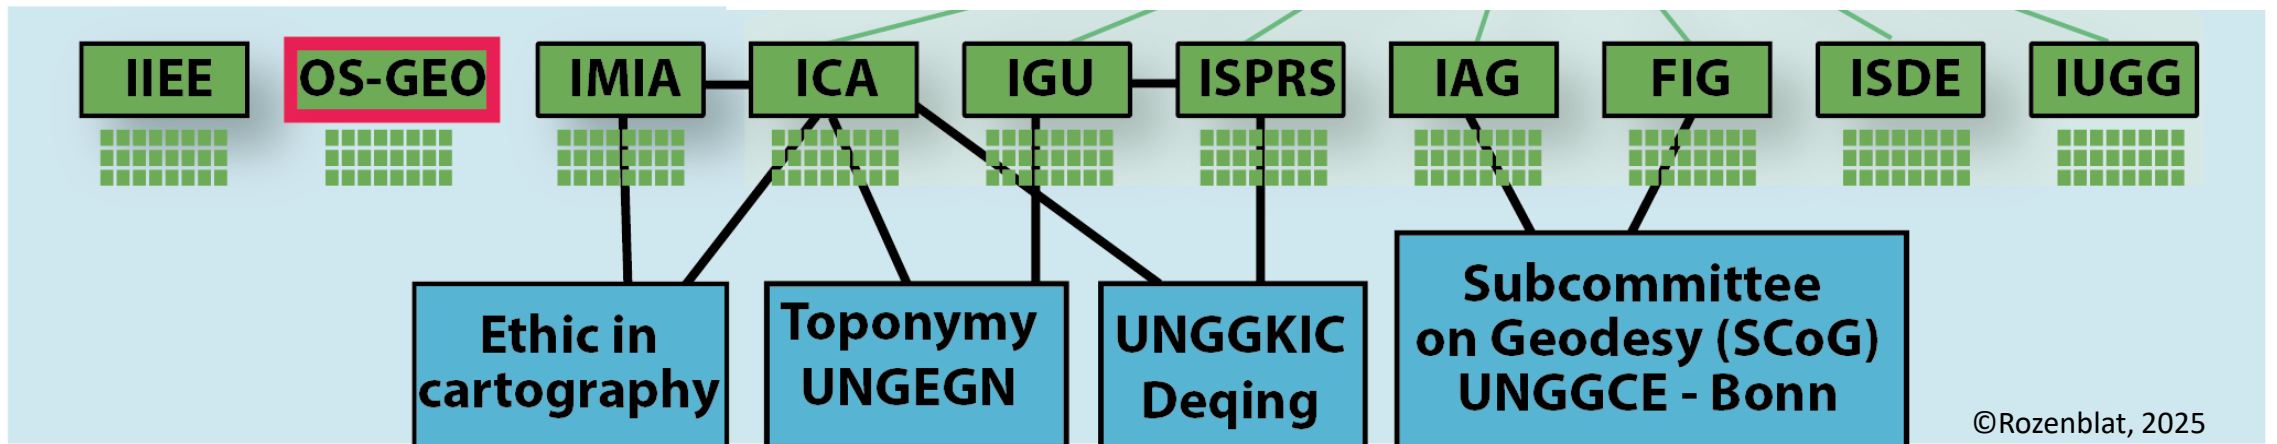 IIEE
OS-GEO
IMIA
ICA
IGU
ISPRS
IAG
FIG
ISDE
IUGG
Ethic in
cartography
Toponymy
UNGEGN
UNGGKIC
Deqing
Subcommittee
on Geodesy (SCoG)
UNGGCE - Bonn
©Rozenblat, 2025